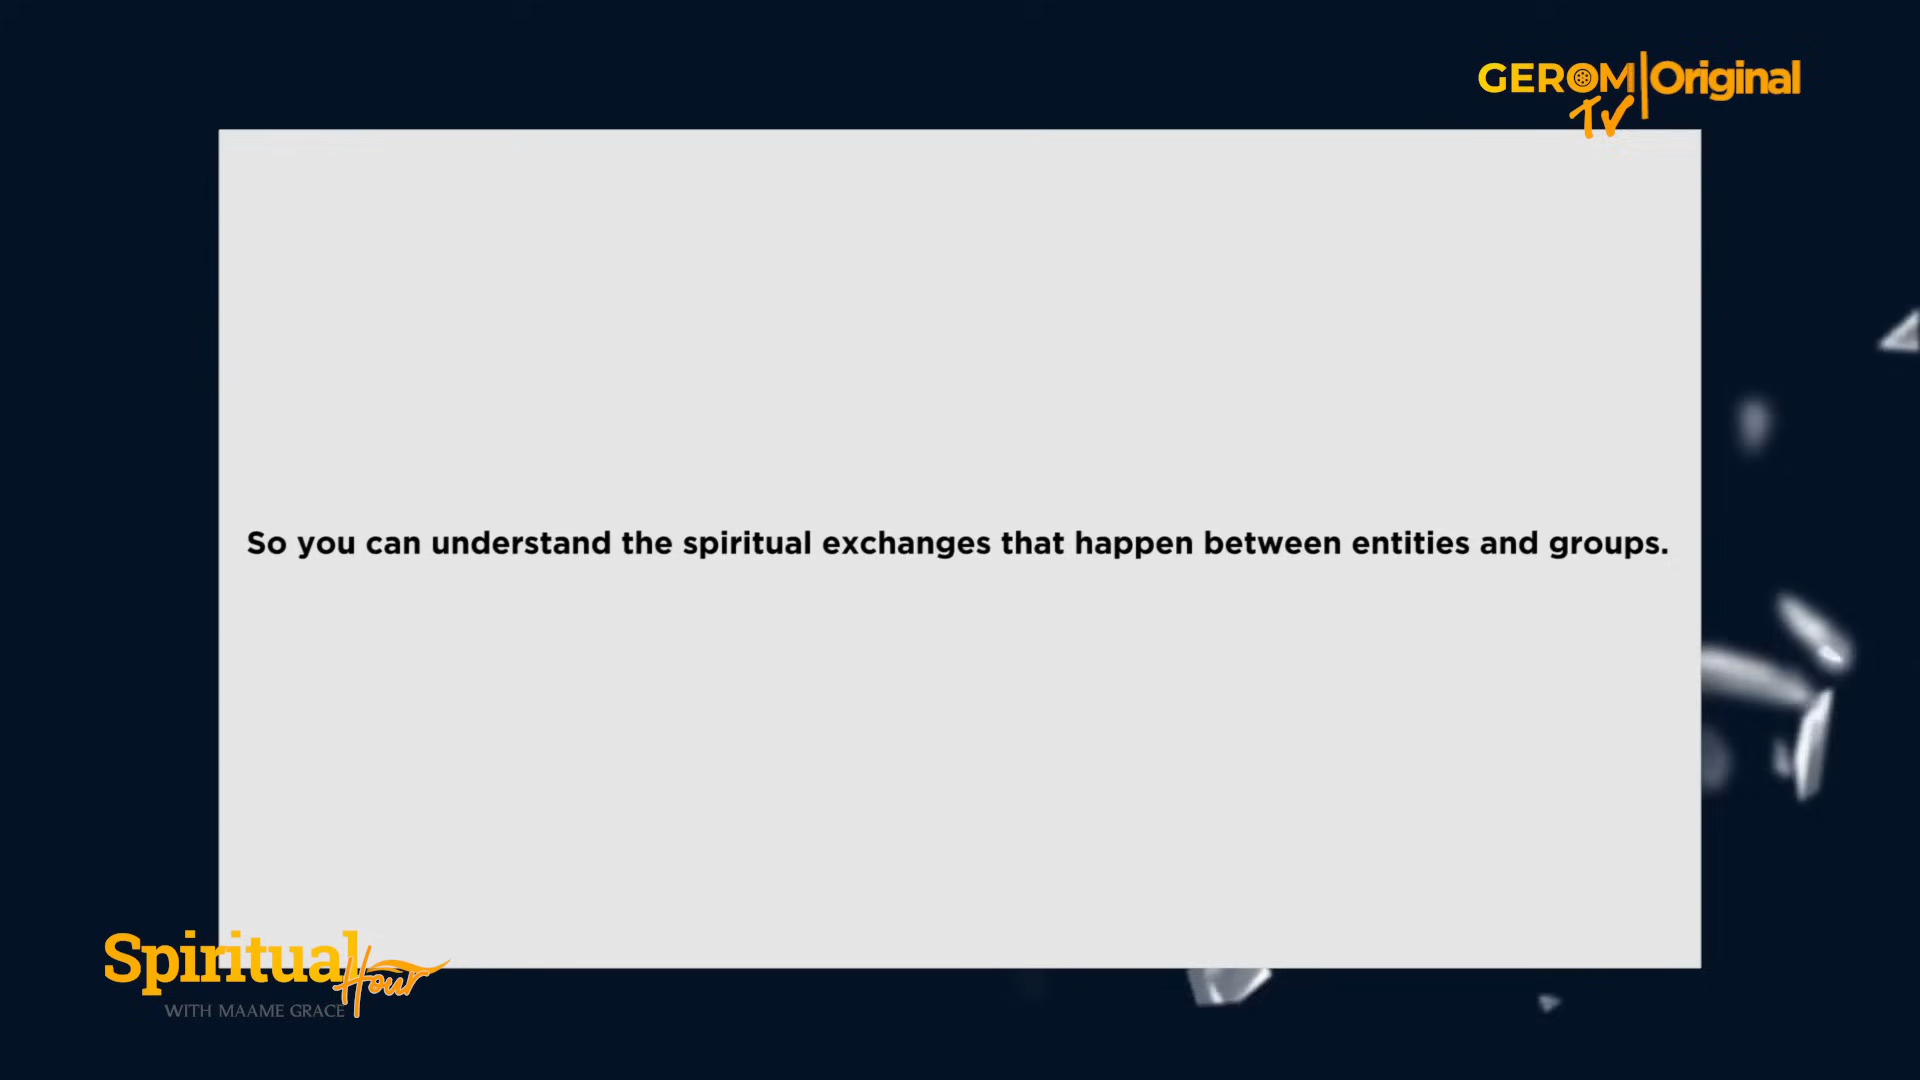 GEROM TV | Original
So you can understand the spiritual exchanges that happen between entities and groups.
Spiritual Hour
WITH MAAME GRACE